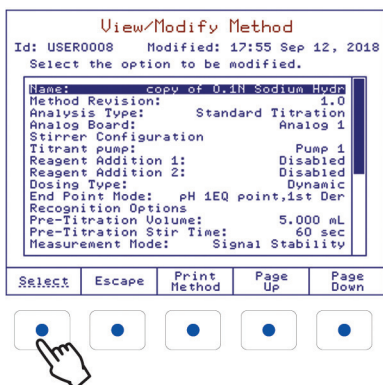 View/Modify Method
Id: USER0008 Modified: 17:55 Sep 12, 2018
Select the option to be modified.
Name: copy of 0.1N Sodium Hydr
Method Revision: 1.0
Analysis Type: Standard Titration
Analog Board: Analog 1
Stirrer Configuration
Titrant pump: Pump 1
Reagent Addition 1: Disabled
Reagent Addition 2: Disabled
Dosing Type: Dynamic
End Point Mode: pH 1EQ point,1st Der
Recognition Options
Pre-Titration Volume: 5.000 mL
Pre-Titration Stir Time: 60 sec
Measurement Mode: Signal Stability
Select Escape Print Method Page Up Page Down